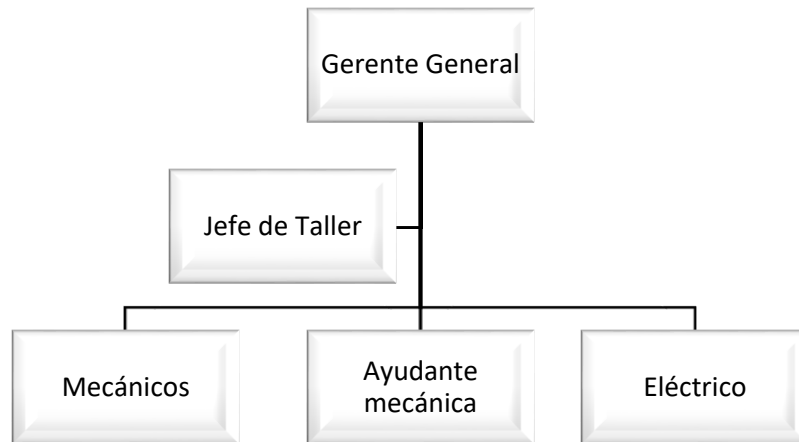 Gerente General
Jefe de Taller
Mecánicos
Ayudante
mecánica
Eléctrico